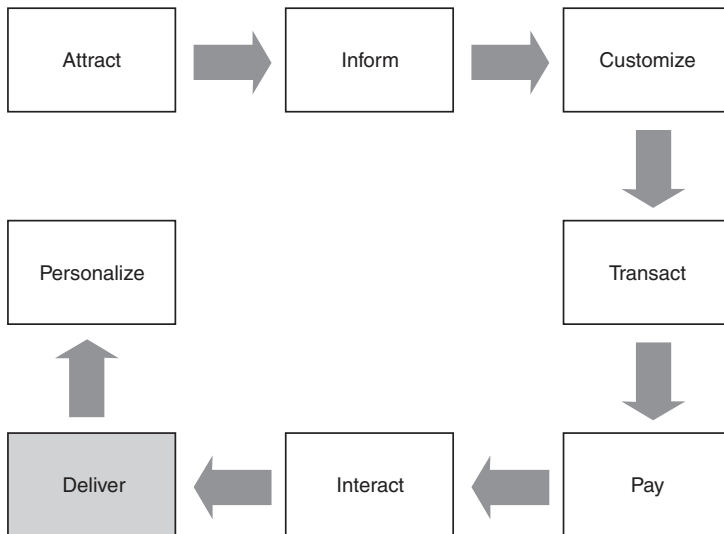 Attract
Inform
Customize
Transact
Pay
Interact
Deliver
Personalize